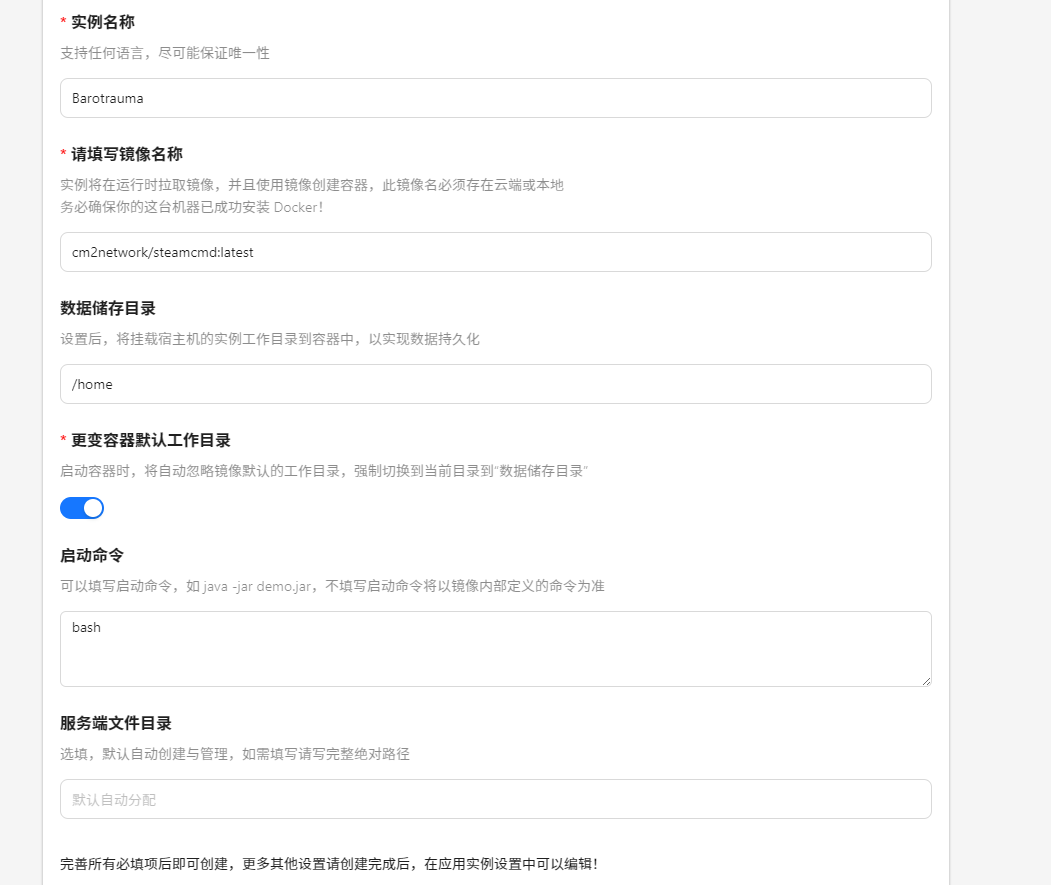 * 实例名称
支持任何语言，尽可能保证唯一性
Barotrauma
* 请填写镜像名称
实例将在运行时拉取镜像，并且使用镜像创建容器，此镜像名必须存在云端或本地
务必确保你的这台机器已成功安装 Docker！
cm2network/steamcmd:latest
数据储存目录
设置后，将挂载宿主机的实例工作目录到容器中，以实现数据持久化
/home
* 更变容器默认工作目录
启动容器时，将自动忽略镜像默认的工作目录，强制切换到当前目录到“数据储存目录”
启动命令
可以填写启动命令，如 java -jar demo.jar，不填写启动命令将以镜像内部定义的命令为准
bash
服务端文件目录
选填，默认自动创建与管理，如需填写请写完整绝对路径
默认自动分配
完善所有必填项后即可创建，更多其他设置请创建完成后，在应用实例设置中可以编辑！